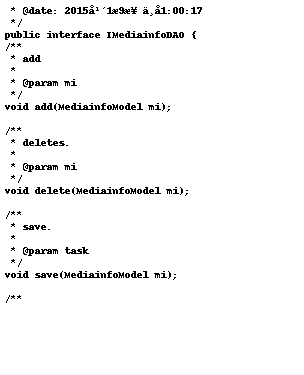 * @date: 2015å¹´1æ9æ¥ ä¸å1:00:17
 */
public interface IMediainfoDAO {
/**
 * add
 *
 * @param mi
 */
void add(MediainfoModel mi);

/**
 * deletes.
 *
 * @param mi
 */
void delete(MediainfoModel mi);

/**
 * save.
 *
 * @param task
 */
void save(MediainfoModel mi);

/**